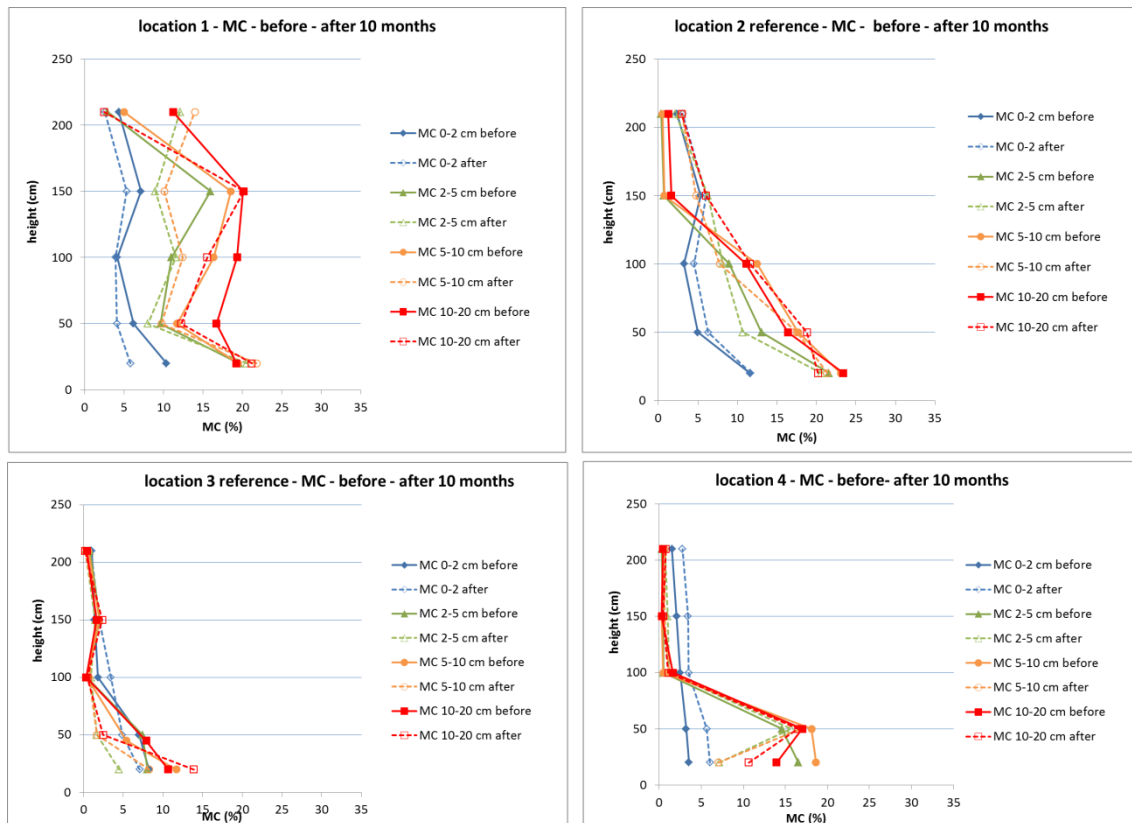 location 1 - MC - before - after 10 months
250
200
150
100
50
0
height (cm)
0 5 10 15 20 25 30 35
MC (%)
MC 0-2 cm before
MC 0-2 after
MC 2-5 cm before
MC 2-5 cm after
MC 5-10 cm before
MC 5-10 cm after
MC 10-20 cm before
MC 10-20 cm after
location 2 reference - MC - before - after 10 months
250
200
150
100
50
0
height (cm)
0 5 10 15 20 25 30 35
MC (%)
MC 0-2 cm before
MC 0-2 after
MC 2-5 cm before
MC 2-5 cm after
MC 5-10 cm before
MC 5-10 cm after
MC 10-20 cm before
MC 10-20 cm after
location 3 reference - MC - before - after 10 months
250
200
150
100
50
0
height (cm)
0 5 10 15 20 25 30 35
MC (%)
MC 0-2 cm before
MC 0-2 after
MC 2-5 cm before
MC 2-5 cm after
MC 5-10 cm before
MC 5-10 cm after
MC 10-20 cm before
MC 10-20 cm after
location 4 - MC - before- after 10 months
250
200
150
100
50
0
height (cm)
0 5 10 15 20 25 30 35
MC (%)
MC 0-2 cm before
MC 0-2 after
MC 2-5 cm before
MC 2-5 cm after
MC 5-10 cm before
MC 5-10 cm after
MC 10-20 cm before
MC 10-20 cm after